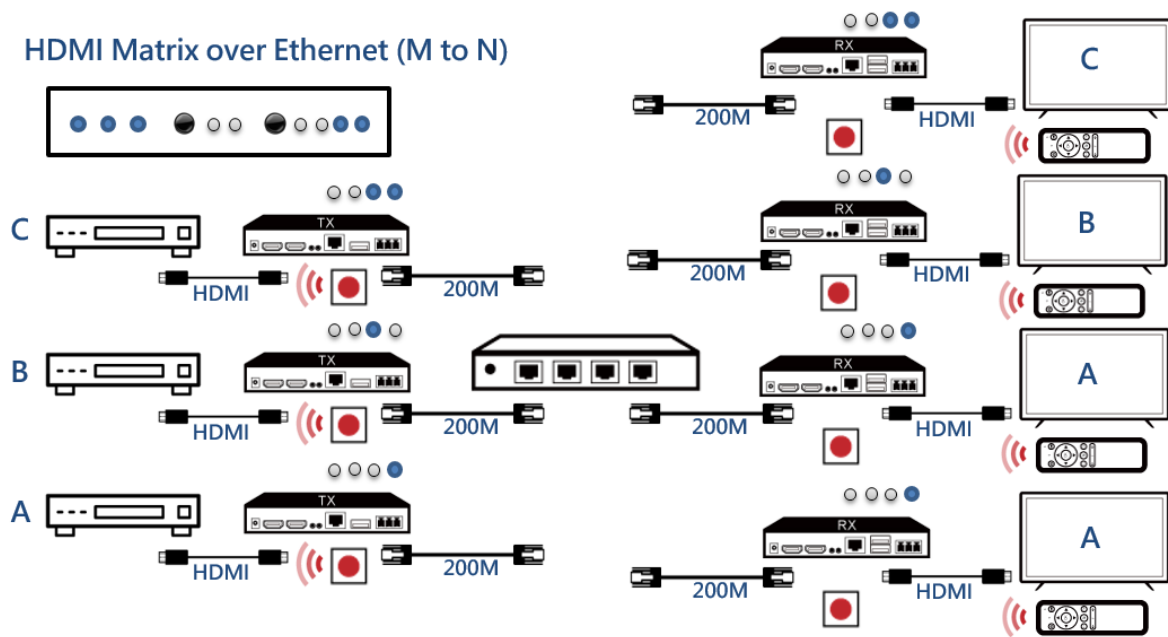 HDMI Matrix over Ethernet (M to N)
C
TX
HDMI
200M
B
TX
HDMI
200M
A
TX
HDMI
200M
RX
C
200M
HDMI
RX
B
200M
HDMI
RX
A
200M
HDMI
RX
A
200M
HDMI